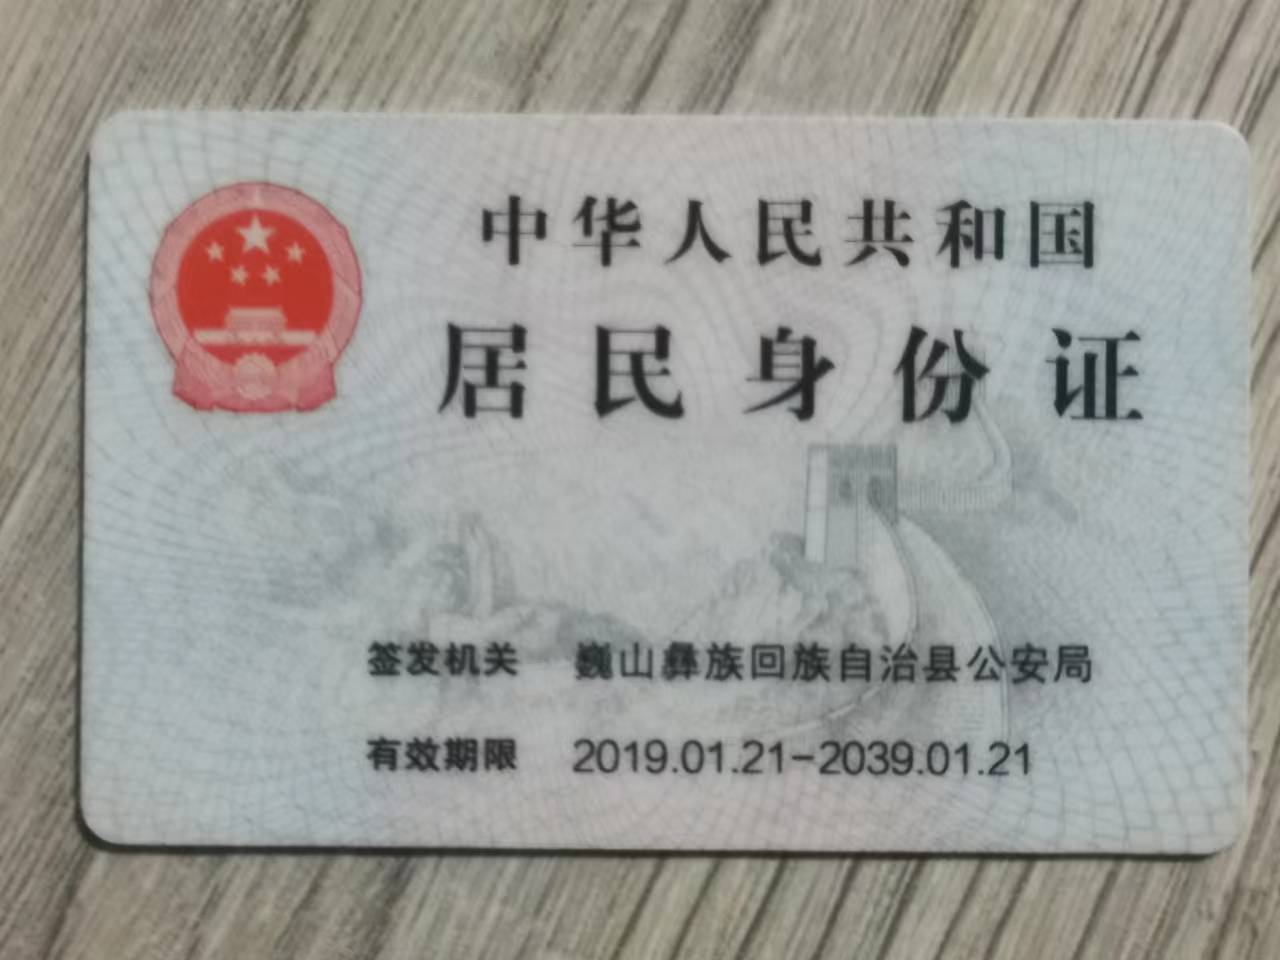 中华人民共和国
居民身份证
签发机关 巍山彝族回族自治县公安局
有效期限 2019.01.21-2039.01.21